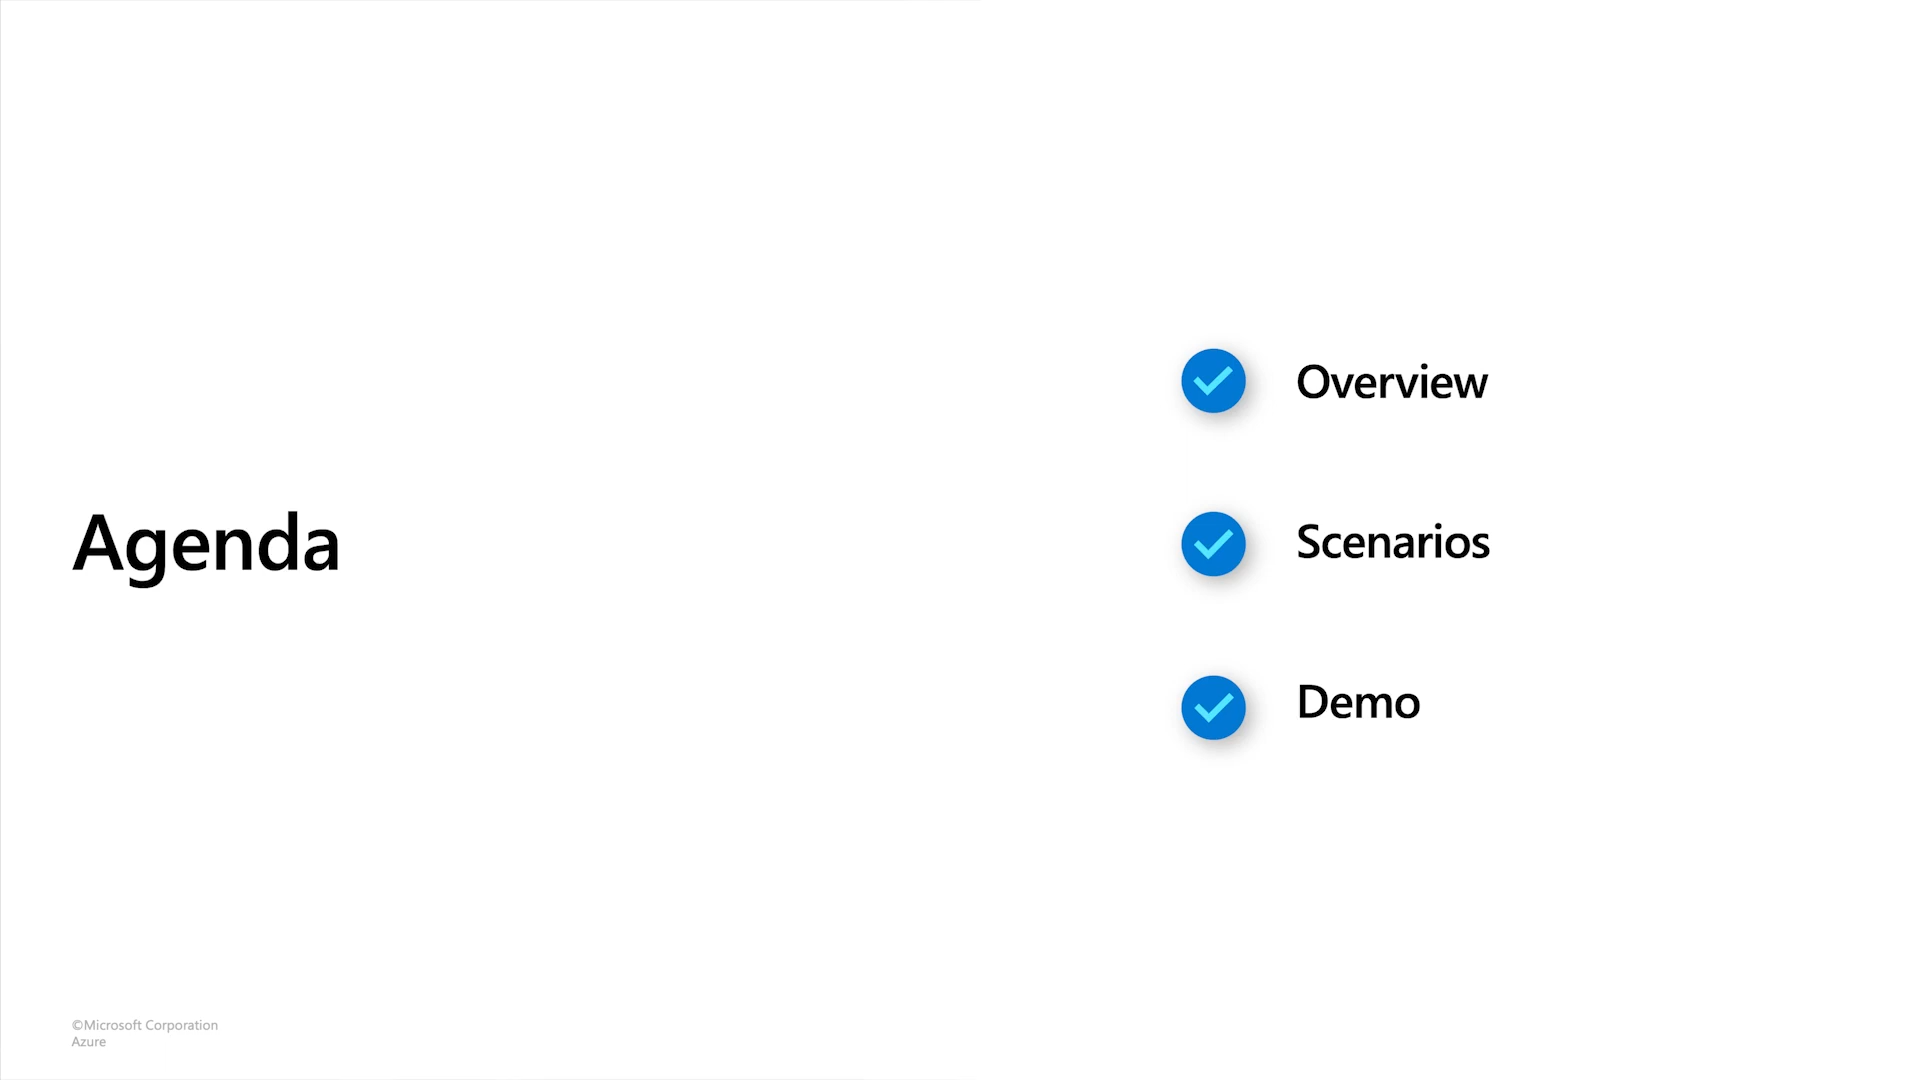 Agenda
Overview
Scenarios
Demo
©Microsoft Corporation
Azure